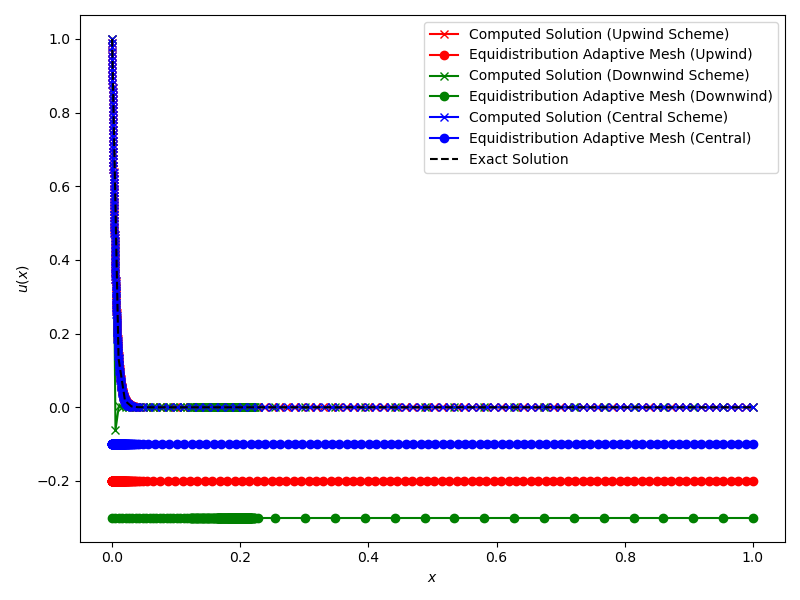 Computed Solution (Upwind Scheme)
Equidistribution Adaptive Mesh (Upwind)
Computed Solution (Downwind Scheme)
Equidistribution Adaptive Mesh (Downwind)
Computed Solution (Central Scheme)
Equidistribution Adaptive Mesh (Central)
Exact Solution
1.0
0.8
0.6
0.4
0.2
0.0
−0.2
u(x)
0.0 0.2 0.4 0.6 0.8 1.0
x